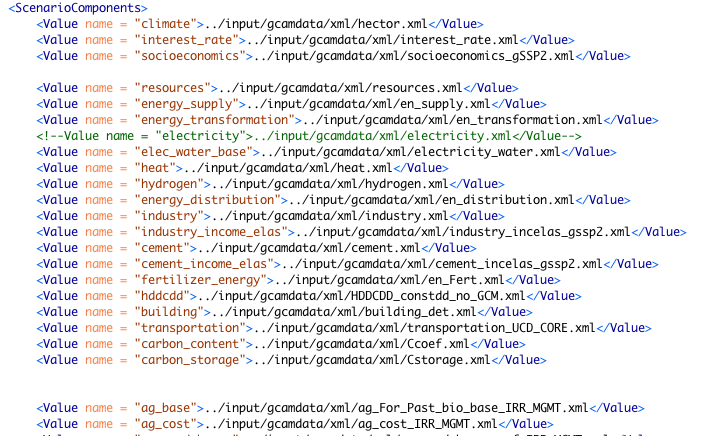 <ScenarioComponents>
<Value name = "climate">../input/gcamdata/xml/hector.xml</Value>
<Value name = "interest_rate">../input/gcamdata/xml/interest_rate.xml</Value>
<Value name = "socioeconomics">../input/gcamdata/xml/socioeconomics_gSSP2.xml</Value>
<Value name = "resources">../input/gcamdata/xml/resources.xml</Value>
<Value name = "energy_supply">../input/gcamdata/xml/en_supply.xml</Value>
<Value name = "energy_transformation">../input/gcamdata/xml/en_transformation.xml</Value>
<!--Value name = "electricity">../input/gcamdata/xml/electricity.xml</Value-->
<Value name = "elec_water_base">../input/gcamdata/xml/electricity_water.xml</Value>
<Value name = "heat">../input/gcamdata/xml/heat.xml</Value>
<Value name = "hydrogen">../input/gcamdata/xml/hydrogen.xml</Value>
<Value name = "energy_distribution">../input/gcamdata/xml/en_distribution.xml</Value>
<Value name = "industry">../input/gcamdata/xml/industry.xml</Value>
<Value name = "industry_income_elas">../input/gcamdata/xml/industry_incelas_gssp2.xml</Value>
<Value name = "cement">../input/gcamdata/xml/cement.xml</Value>
<Value name = "cement_income_elas">../input/gcamdata/xml/cement_incelas_gssp2.xml</Value>
<Value name = "fertilizer_energy">../input/gcamdata/xml/en_Fert.xml</Value>
<Value name = "hddcdd">../input/gcamdata/xml/HDDCDD_constdd_no_GCM.xml</Value>
<Value name = "building">../input/gcamdata/xml/building_det.xml</Value>
<Value name = "transportation">../input/gcamdata/xml/transportation_UCD_CORE.xml</Value>
<Value name = "carbon_content">../input/gcamdata/xml/Ccoef.xml</Value>
<Value name = "carbon_storage">../input/gcamdata/xml/Cstorage.xml</Value>
<Value name = "ag_base">../input/gcamdata/xml/ag_For_Past_bio_base_IRR_MGMT.xml</Value>
<Value name = "ag_cost">../input/gcamdata/xml/ag_cost_IRR_MGMT.xml</Value>